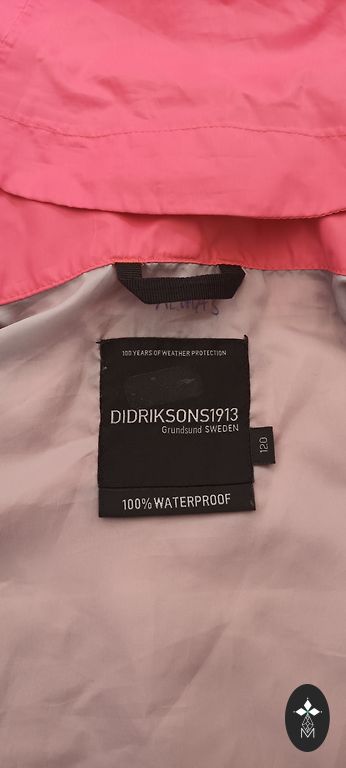 100 YEARS OF WEATHER PROTECTION
DIDRIKSONS1913
Grundsund SWEDEN
120
100% WATERPROOF